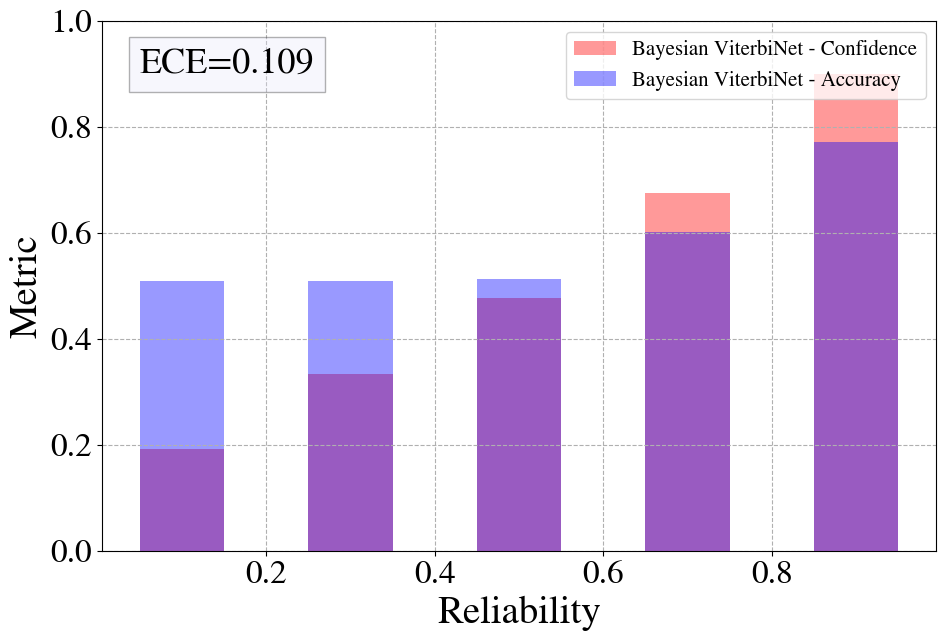 ECE=0.109
Bayesian ViterbiNet - Confidence
Bayesian ViterbiNet - Accuracy
Metric
1.0
0.8
0.6
0.4
0.2
0.0
0.2 0.4 0.6 0.8
Reliability